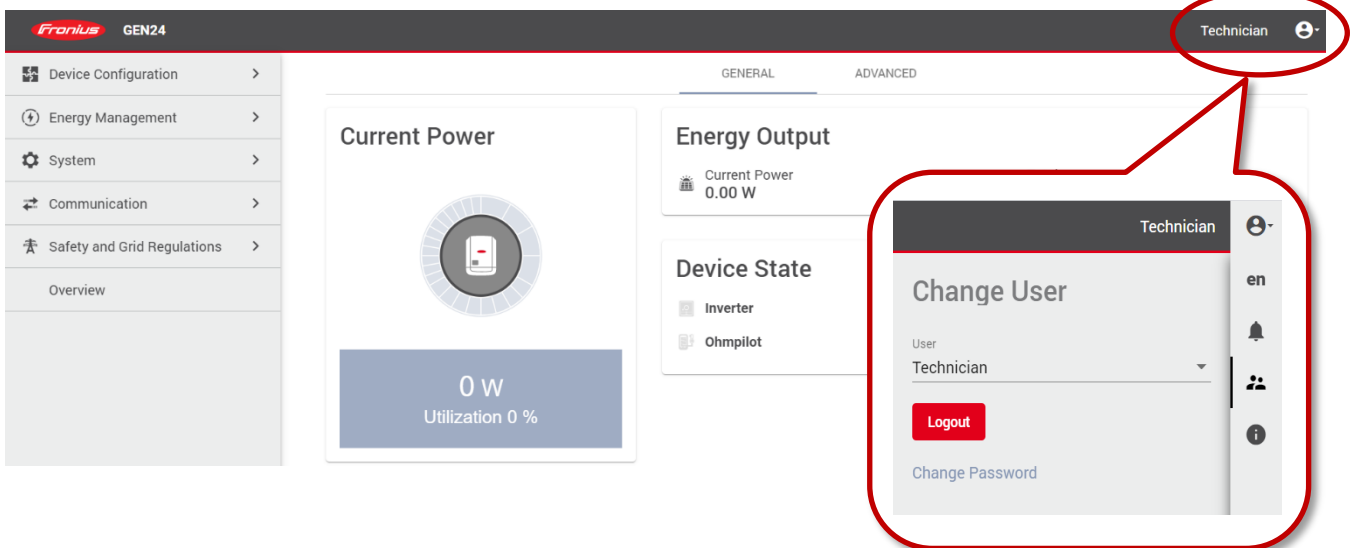 Fronius GEN24
Technician
Device Configuration
Energy Management
System
Communication
Safety and Grid Regulations
Overview
GENERAL ADVANCED
Current Power
0 W
Utilization 0 %
Energy Output
Current Power
0.00 W
Device State
Inverter
Ohmpilot
Technician
Change User
User
Technician
Logout
Change Password
en